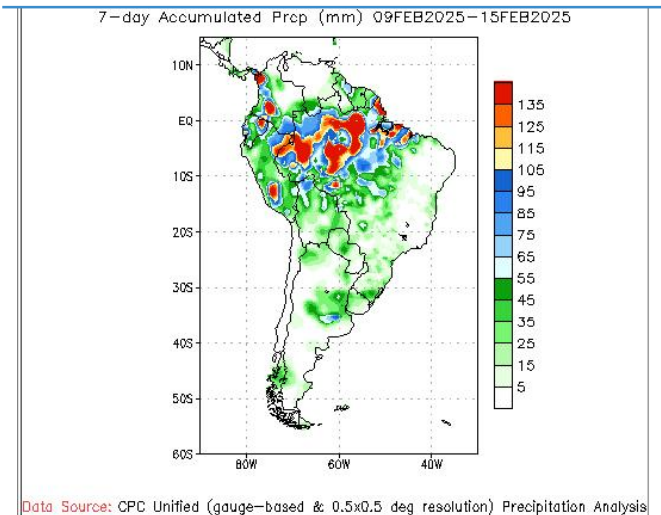 7-day Accumulated Prcp (mm) 09FEB2025-15FEB2025
10N
EQ
10S
20S
30S
40S
50S
60S
80W 60W 40W
135
125
115
105
95
85
75
65
55
45
35
25
15
5
Data Source: CPC Unified (gauge-based & 0.5x0.5 deg resolution) Precipitation Analysis